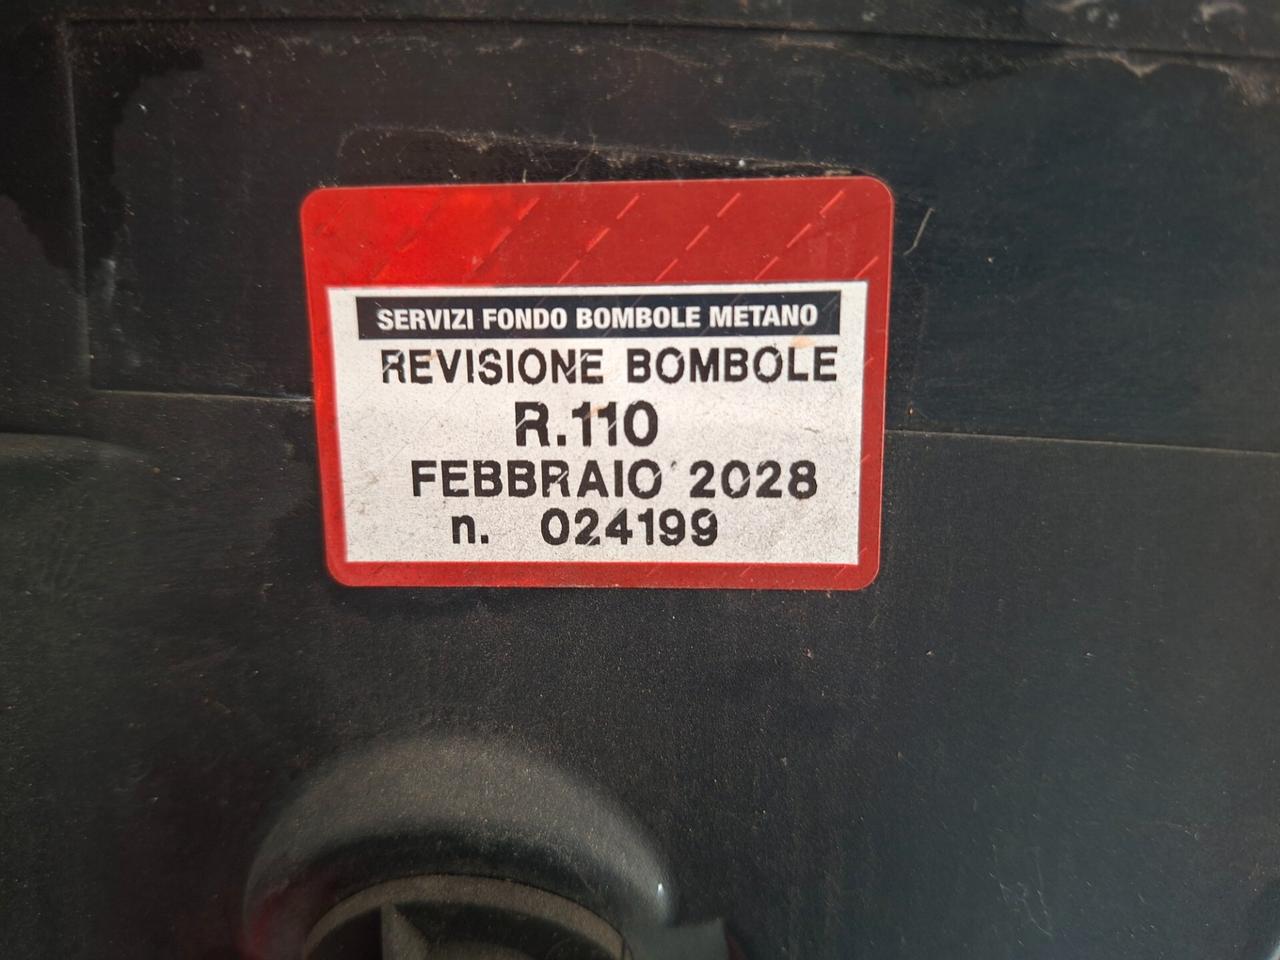 SERVIZI FONDO BOMBOLE METANO
REVISIONE BOMBOLE
R.110
FEBBRAIO 2028
n. 024199